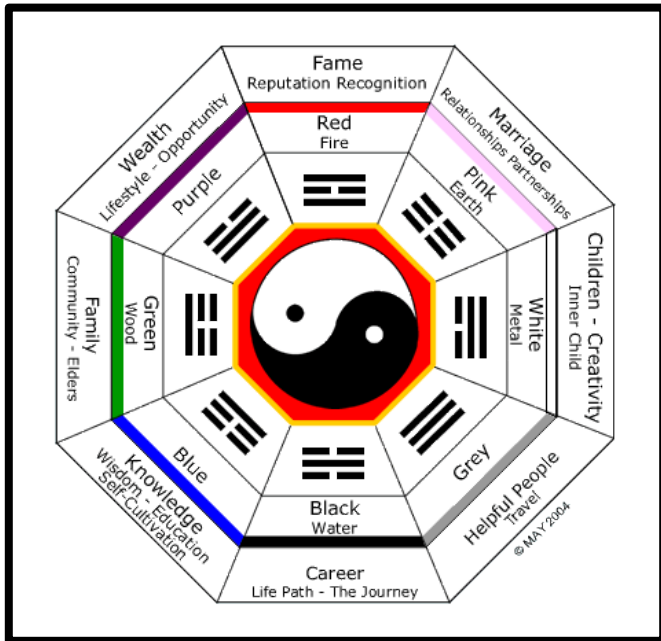 Fame
Reputation Recognition
Red
Fire
Marriage
Relationships Partnerships
Pink
Earth
Children - Creativity
Inner Child
White
Metal
Helpful People
Travel
Grey
© MAY 2004
Career
Life Path - The Journey
Black
Water
Knowledge
Wisdom - Education
Self-Cultivation
Blue
Family
Community - Elders
Green
Wood
Wealth
Lifestyle - Opportunity
Purple